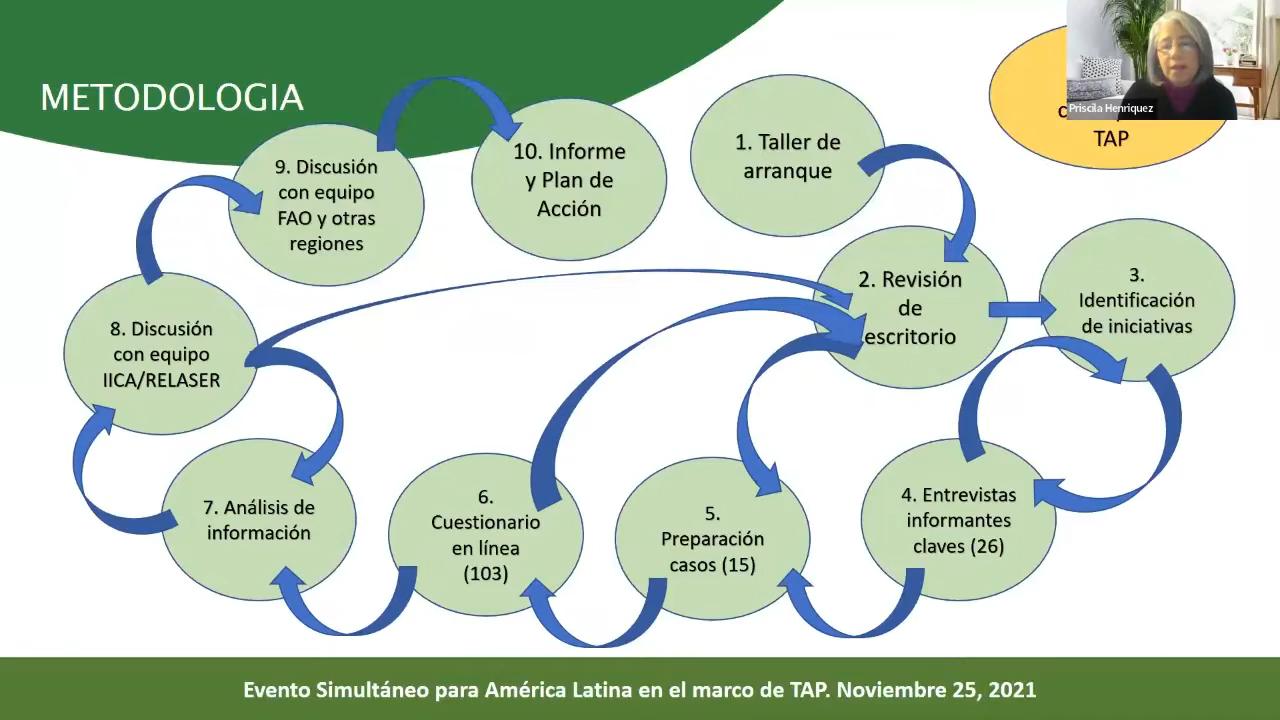 METODOLOGIA
Priscila Henriquez
TAP
1. Taller de
arranque
2. Revisión
de
escritorio
3.
Identificación
de iniciativas
4. Entrevistas
informantes
claves (26)
5.
Preparación
casos (15)
6.
Cuestionario
en línea
(103)
7. Análisis de
información
8. Discusión
con equipo
IICA/RELASER
9. Discusión
con equipo
FAO y otras
regiones
10. Informe
y Plan de
Acción
Evento Simultáneo para América Latina en el marco de TAP. Noviembre 25, 2021